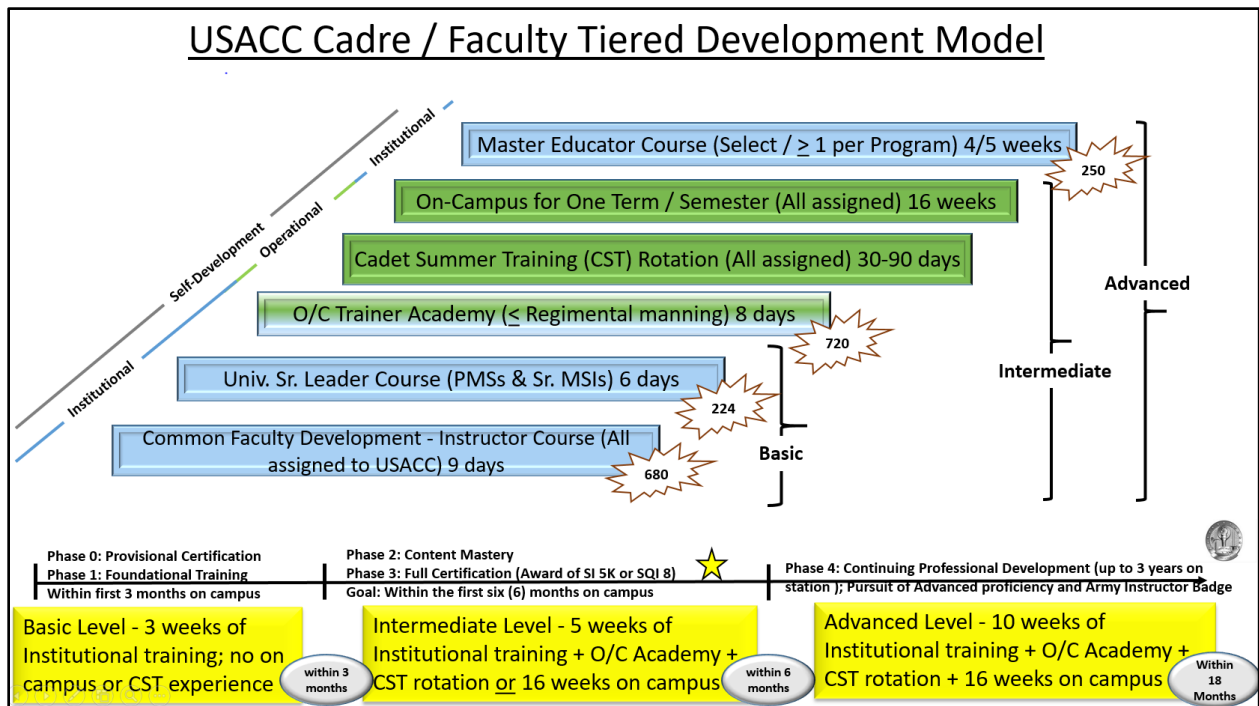 USACC Cadre / Faculty Tiered Development Model
Institutional
Operational
Self-Development
Institutional
Master Educator Course (Select / ≥ 1 per Program) 4/5 weeks
250
On-Campus for One Term / Semester (All assigned) 16 weeks
Cadet Summer Training (CST) Rotation (All assigned) 30-90 days
Advanced
O/C Trainer Academy (≤ Regimental manning) 8 days
720
Intermediate
Univ. Sr. Leader Course (PMSs & Sr. MSIs) 6 days
224
Common Faculty Development - Instructor Course (All
assigned to USACC) 9 days
680
Basic
Phase 0: Provisional Certification
Phase 1: Foundational Training
Within first 3 months on campus
Phase 2: Content Mastery
Phase 3: Full Certification (Award of SI 5K or SQI 8)
Goal: Within the first six (6) months on campus
Phase 4: Continuing Professional Development (up to 3 years on
station ); Pursuit of Advanced proficiency and Army Instructor Badge
Basic Level - 3 weeks of
Institutional training; no on
campus or CST experience
within 3
months
Intermediate Level - 5 weeks of
Institutional training + O/C Academy +
CST rotation or 16 weeks on campus
within 6
months
Advanced Level - 10 weeks of
Institutional training + O/C Academy +
CST rotation + 16 weeks on campus
Within
18
Months